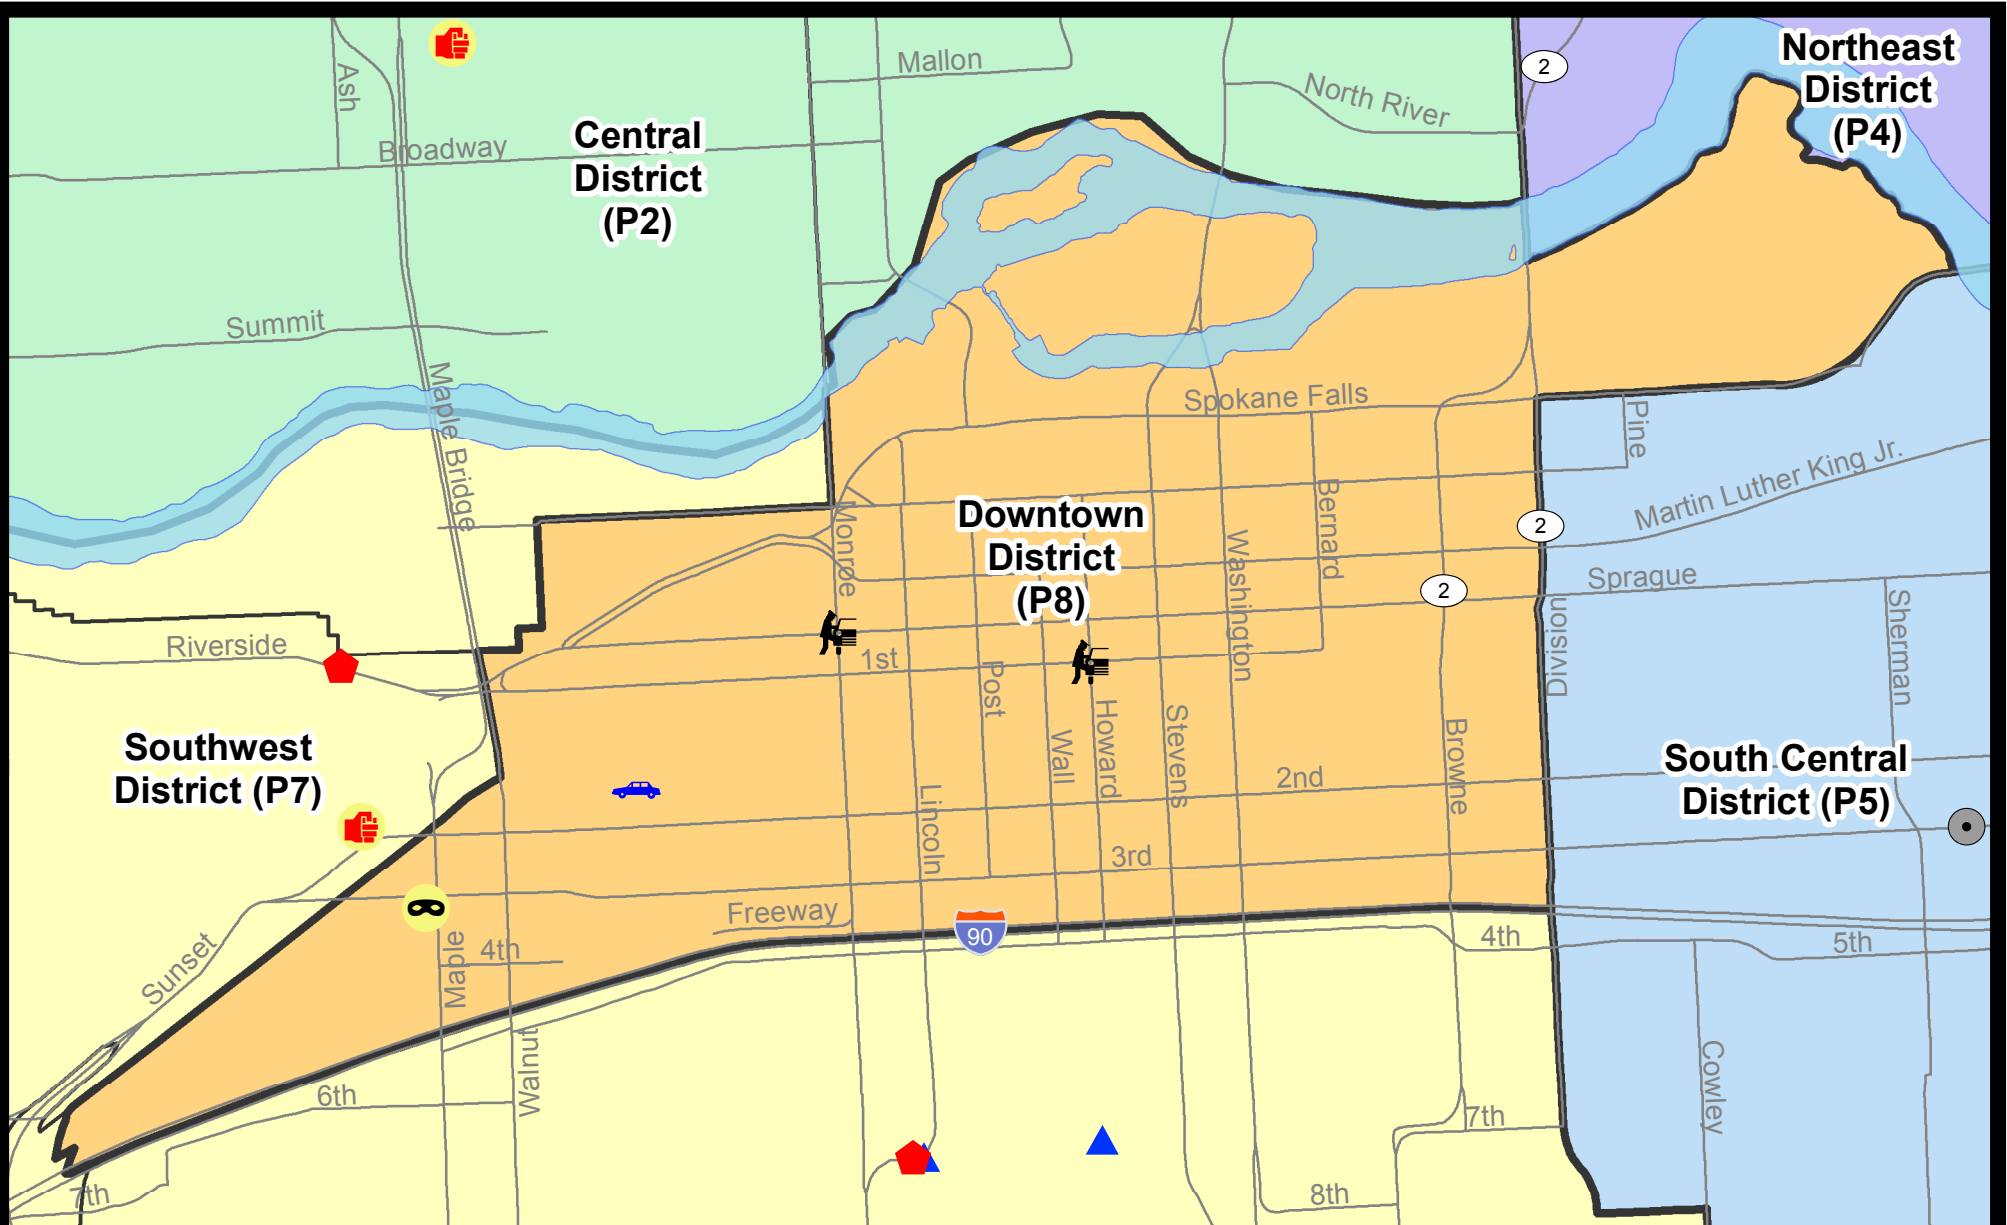 Northeast
District
(P4)
2
Mallon
Ash
North River
Central
District
(P2)
Broadway
Summit
Maple Bridge
Spokane Falls
Pine
Martin Luther King Jr.
Monroe
Downtown
District
(P8)
Bernard
2
Washington
Sprague
2
Division
Sherman
Riverside
1st
Post
Howard
Stevens
Wall
Browne
Southwest
District (P7)
2nd
South Central
District (P5)
Lincoln
3rd
Freeway
90
4th
5th
4th
Maple
Sunset
Walnut
6th
Cowley
7th
7th
8th